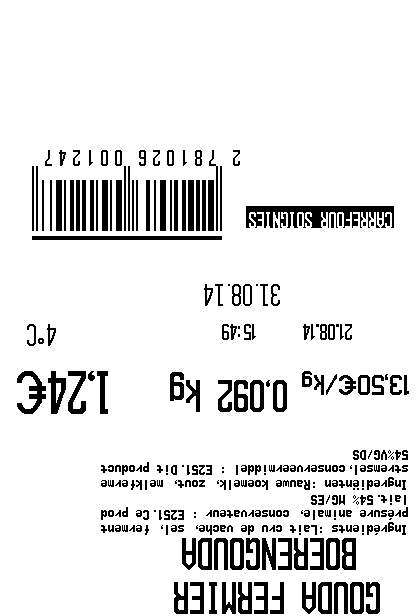 GOUDA FERMIER
BOERENGOUDA
Ingrédients :Lait cru de vache, sel, ferment
présure animale, conservateur : E251.Ce prod
lait. 54% MG/ES
Ingrediënten :Rauwe koemelk, zout, melkferme
stremsel,conserveermiddel : E251.Dit product
54%VG/DS
13,50€/kg 0.092 kg 1,24€
21.08.14 15:49 4°C
31.08.14
CARREFOUR SOIGNIES
2 781026 001247